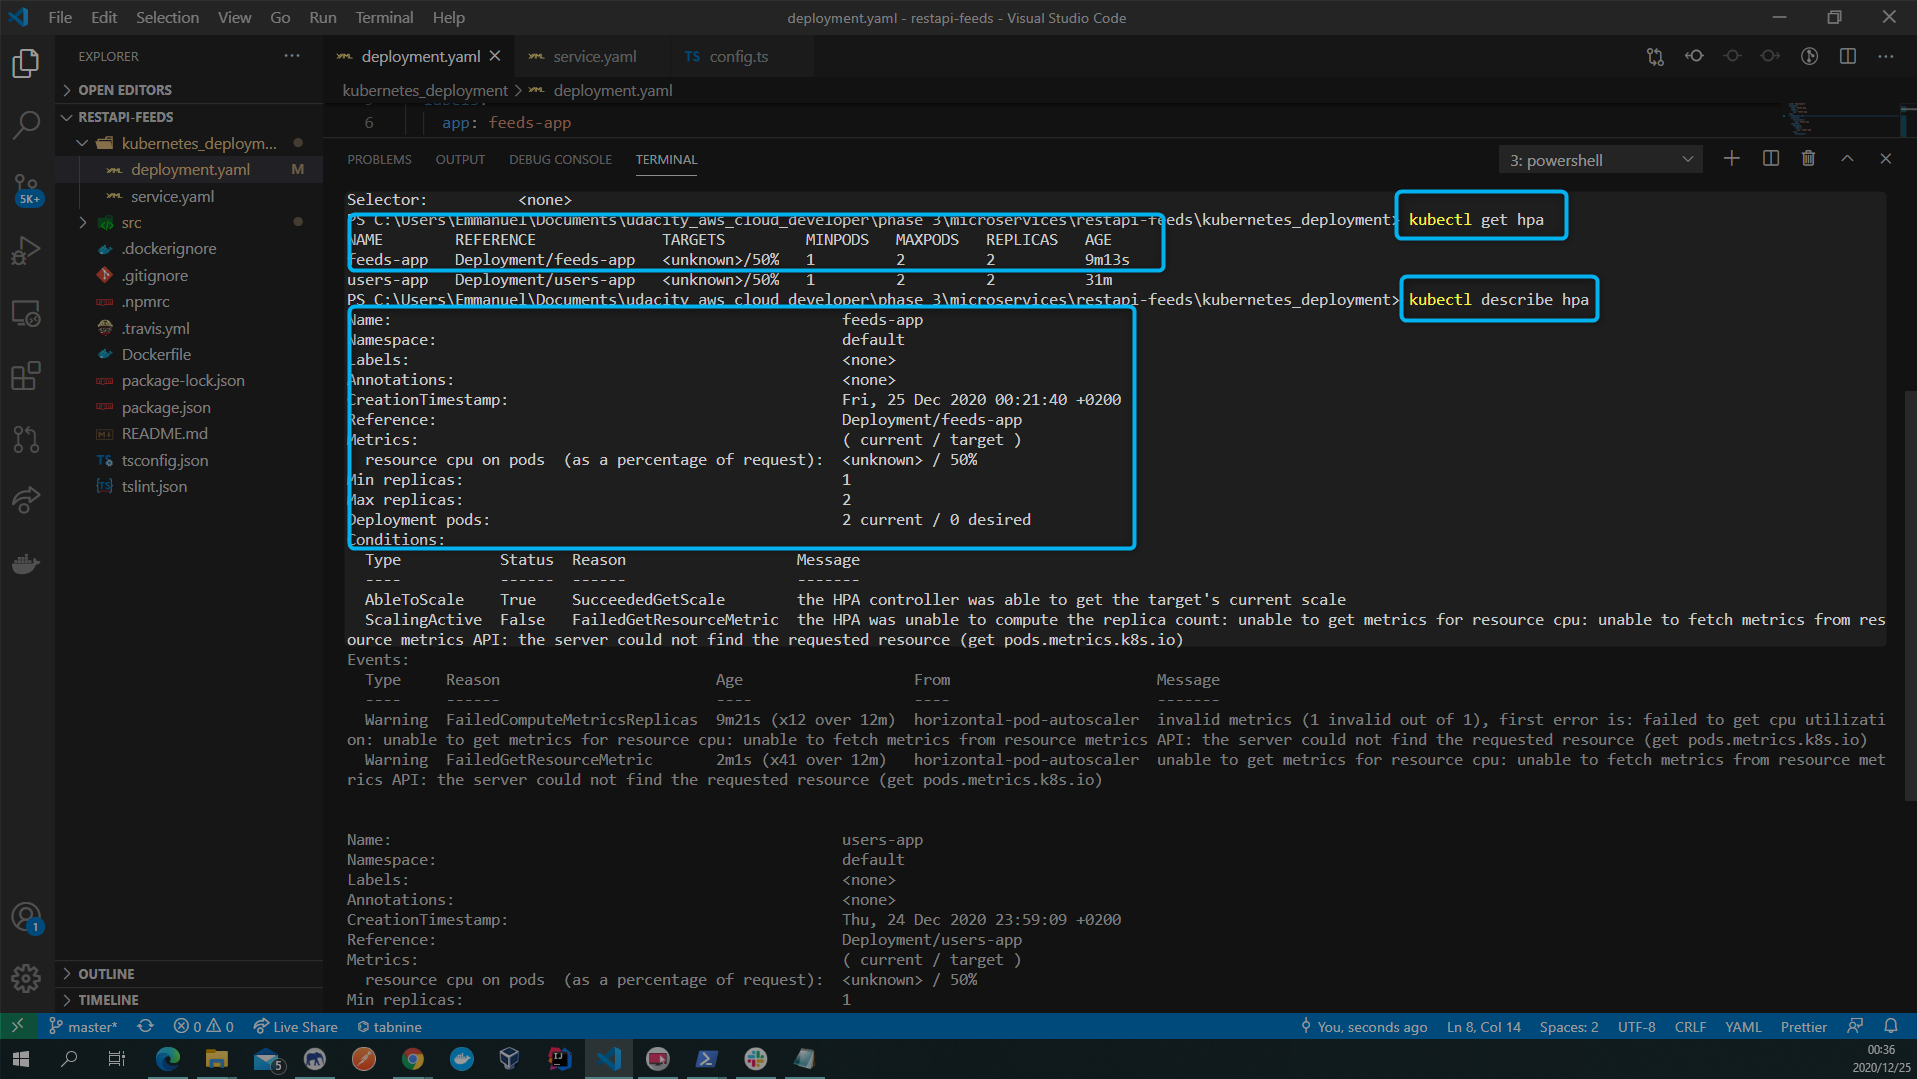 File Edit Selection View Go Run Terminal Help
deployment.yaml - restapi-feeds - Visual Studio Code
EXPLORER
OPEN EDITORS
RESTAPI-FEEDS
kubernetes_deploym...
deployment.yaml M
service.yaml
src
.dockerignore
.gitignore
.npmrc
.travis.yml
Dockerfile
package-lock.json
package.json
README.md
tsconfig.json
tslint.json
OUTLINE
TIMELINE
5K+
1
deployment.yaml service.yaml TS config.ts
kubernetes_deployment > deployment.yaml
labels:
6 app: feeds-app
PROBLEMS OUTPUT DEBUG CONSOLE TERMINAL
3: powershell
Selector: <none>
PS C:\Users\Emmanuel\Documents\udacity_aws_cloud_developer\phase 3\microservices\restapi-feeds\kubernetes_deployment> kubectl get hpa
NAME REFERENCE TARGETS MINPODS MAXPODS REPLICAS AGE
feeds-app Deployment/feeds-app <unknown>/50% 1 2 2 9m13s
users-app Deployment/users-app <unknown>/50% 1 2 2 31m
PS C:\Users\Emmanuel\Documents\udacity_aws_cloud_developer\phase 3\microservices\restapi-feeds\kubernetes_deployment> kubectl describe hpa
Name: feeds-app
Namespace: default
Labels: <none>
Annotations: <none>
CreationTimestamp: Fri, 25 Dec 2020 00:21:40 +0200
Reference: Deployment/feeds-app
Metrics: ( current / target )
resource cpu on pods (as a percentage of request): <unknown> / 50%
Min replicas: 1
Max replicas: 2
Deployment pods: 2 current / 0 desired
Conditions:
Type Status Reason Message
---- ------ ------ -------
AbleToScale True SucceededGetScale the HPA controller was able to get the target's current scale
ScalingActive False FailedGetResourceMetric the HPA was unable to compute the replica count: unable to get metrics for resource cpu: unable to fetch metrics from res
ource metrics API: the server could not find the requested resource (get pods.metrics.k8s.io)
Events:
Type Reason Age From Message
---- ------ ---- ---- -------
Warning FailedComputeMetricsReplicas 9m21s (x12 over 12m) horizontal-pod-autoscaler invalid metrics (1 invalid out of 1), first error is: failed to get cpu utilizati
on: unable to get metrics for resource cpu: unable to fetch metrics from resource metrics API: the server could not find the requested resource (get pods.metrics.k8s.io)
Warning FailedGetResourceMetric 2m1s (x41 over 12m) horizontal-pod-autoscaler unable to get metrics for resource cpu: unable to fetch metrics from resource met
rics API: the server could not find the requested resource (get pods.metrics.k8s.io)
Name: users-app
Namespace: default
Labels: <none>
Annotations: <none>
CreationTimestamp: Thu, 24 Dec 2020 23:59:09 +0200
Reference: Deployment/users-app
Metrics: ( current / target )
resource cpu on pods (as a percentage of request): <unknown> / 50%
Min replicas: 1
master* 0 0 Live Share tabnine You, seconds ago Ln 8, Col 14 Spaces: 2 UTF-8 CRLF YAML Prettier
5
00:36
2020/12/25